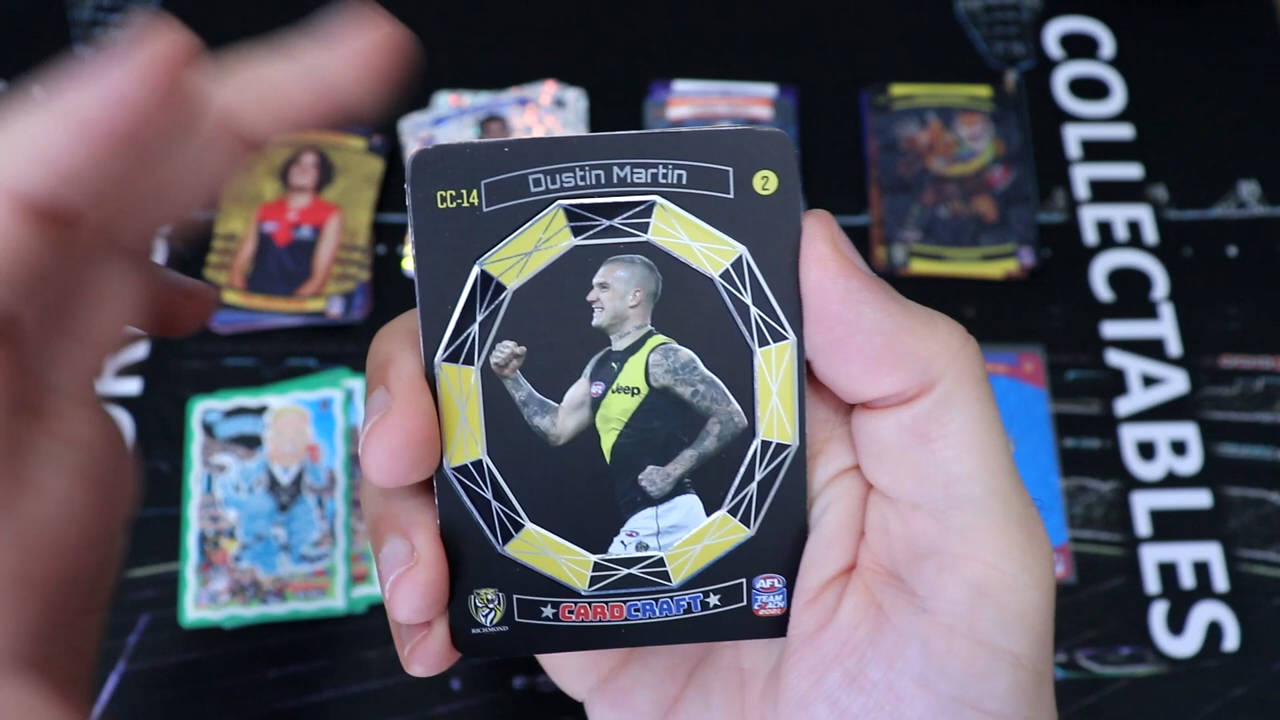 Dustin Martin
CC-14
2
Jeep
RICHMOND
CARDCRAFT
AFL
TEAM
COACH
2021
COLLECTABLES